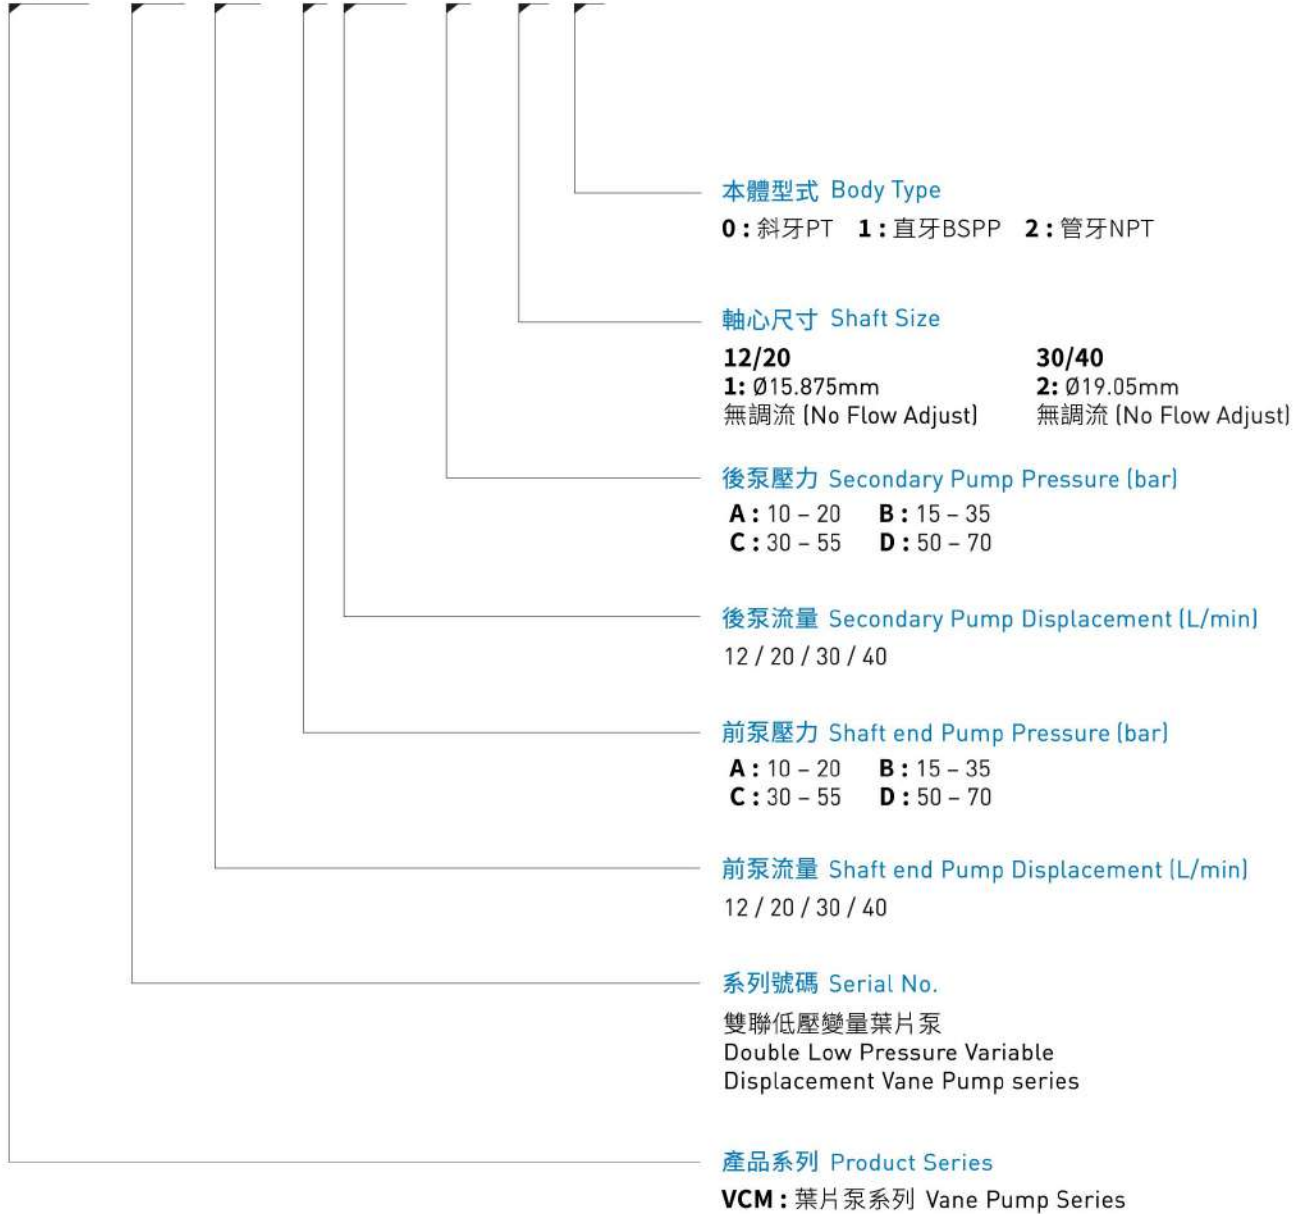 本體型式 Body Type
0 : 斜牙PT 1 : 直牙BSPP 2 : 管牙NPT
軸心尺寸 Shaft Size
12/20 30/40
1: Ø15.875mm 2: Ø19.05mm
無調流 (No Flow Adjust) 無調流 (No Flow Adjust)
後泵壓力 Secondary Pump Pressure (bar)
A : 10 – 20 B : 15 – 35
C : 30 – 55 D : 50 – 70
後泵流量 Secondary Pump Displacement (L/min)
12 / 20 / 30 / 40
前泵壓力 Shaft end Pump Pressure (bar)
A : 10 – 20 B : 15 – 35
C : 30 – 55 D : 50 – 70
前泵流量 Shaft end Pump Displacement (L/min)
12 / 20 / 30 / 40
系列號碼 Serial No.
雙聯低壓變量葉片泵
Double Low Pressure Variable
Displacement Vane Pump series
產品系列 Product Series
VCM : 葉片泵系列 Vane Pump Series